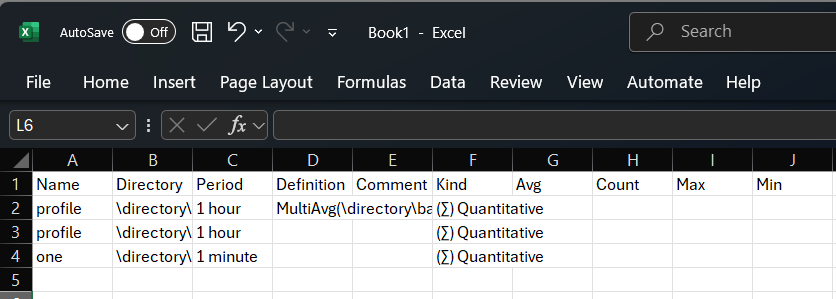 AutoSave Off Book1 - Excel Search
File Home Insert Page Layout Formulas Data Review View Automate Help
L6 fx
A B C D E F G H I J
1 Name Directory Period Definition Comment Kind Avg Count Max Min
2 profile \directory\ 1 hour MultiAvg(\directory\ba (∑) Quantitative
3 profile \directory\ 1 hour (∑) Quantitative
4 one \directory\ 1 minute (∑) Quantitative
5